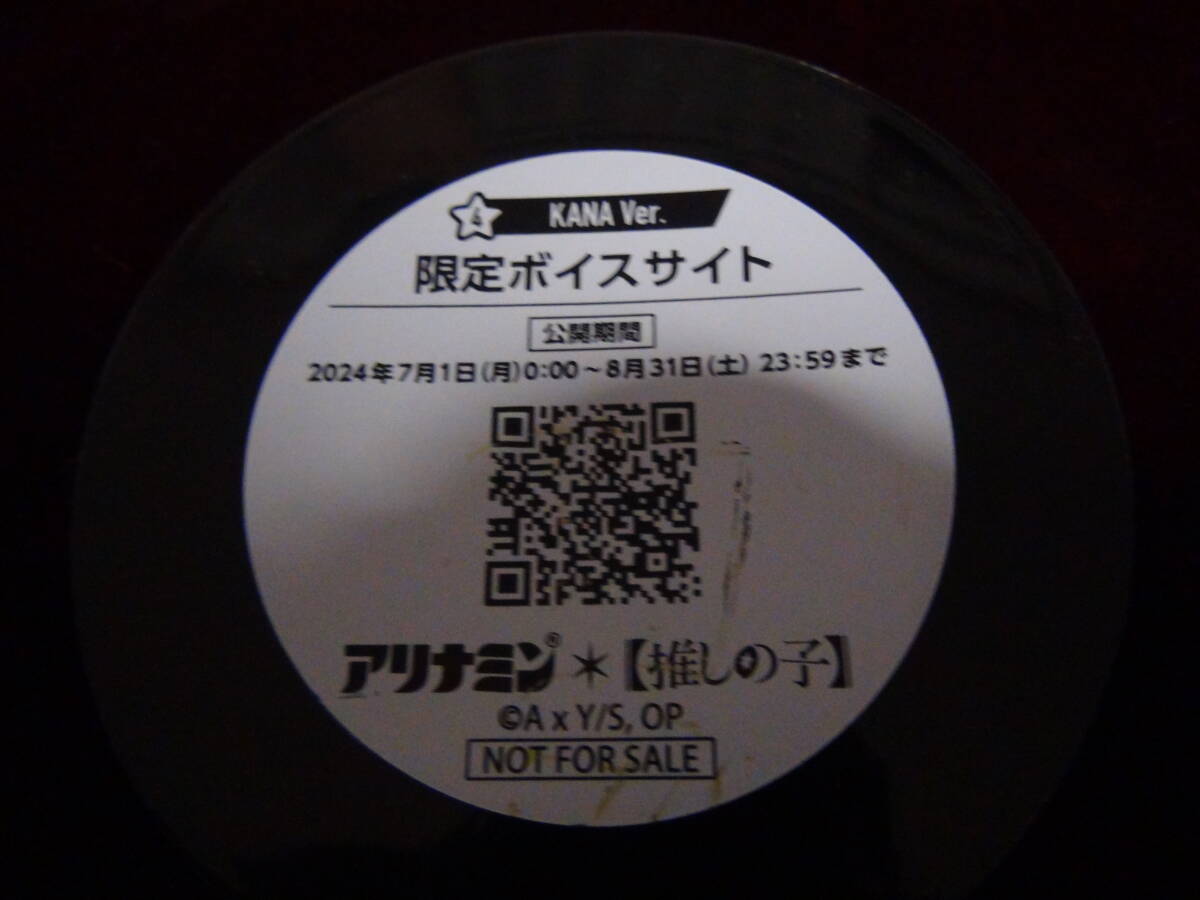 4 KANA Ver.
限定ボイスサイト
公開期間
2024年7月1日(月)0:00~8月31日(土) 23:59まで
アリナミン® * 【推しの子】
©A x Y/S, OP
NOT FOR SALE